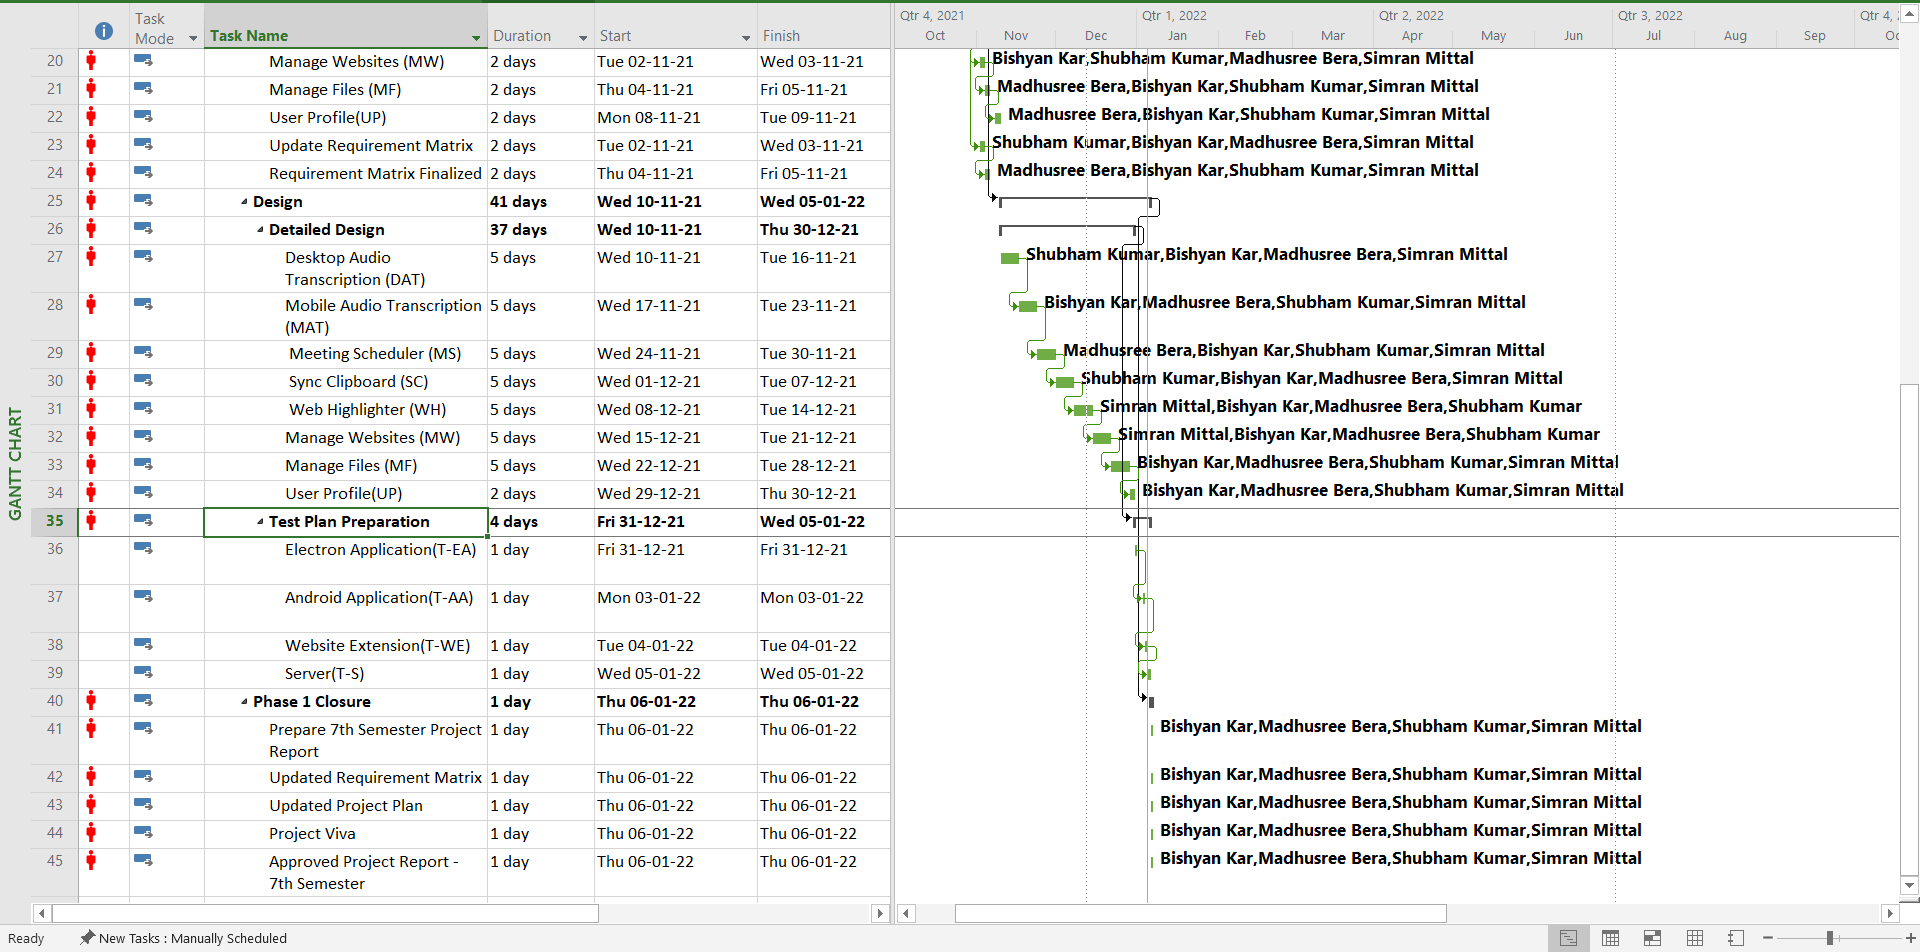 Task Mode Task Name Duration Start Finish
Qtr 4, 2021 Qtr 1, 2022 Qtr 2, 2022 Qtr 3, 2022 Qtr 4,
Oct Nov Dec Jan Feb Mar Apr May Jun Jul Aug Sep
GANTT CHART
20 Manage Websites (MW) 2 days Tue 02-11-21 Wed 03-11-21 Bishyan Kar,Shubham Kumar,Madhusree Bera,Simran Mittal
21 Manage Files (MF) 2 days Thu 04-11-21 Fri 05-11-21 Madhusree Bera,Bishyan Kar,Shubham Kumar,Simran Mittal
22 User Profile(UP) 2 days Mon 08-11-21 Tue 09-11-21 Madhusree Bera,Bishyan Kar,Shubham Kumar,Simran Mittal
23 Update Requirement Matrix 2 days Tue 02-11-21 Wed 03-11-21 Shubham Kumar,Bishyan Kar,Madhusree Bera,Simran Mittal
24 Requirement Matrix Finalized 2 days Thu 04-11-21 Fri 05-11-21 Madhusree Bera,Bishyan Kar,Shubham Kumar,Simran Mittal
25 Design 41 days Wed 10-11-21 Wed 05-01-22
26 Detailed Design 37 days Wed 10-11-21 Thu 30-12-21
27 Desktop Audio Transcription (DAT) 5 days Wed 10-11-21 Tue 16-11-21 Shubham Kumar,Bishyan Kar,Madhusree Bera,Simran Mittal
28 Mobile Audio Transcription (MAT) 5 days Wed 17-11-21 Tue 23-11-21 Bishyan Kar,Madhusree Bera,Shubham Kumar,Simran Mittal
29 Meeting Scheduler (MS) 5 days Wed 24-11-21 Tue 30-11-21 Madhusree Bera,Bishyan Kar,Shubham Kumar,Simran Mittal
30 Sync Clipboard (SC) 5 days Wed 01-12-21 Tue 07-12-21 Shubham Kumar,Bishyan Kar,Madhusree Bera,Simran Mittal
31 Web Highlighter (WH) 5 days Wed 08-12-21 Tue 14-12-21 Simran Mittal,Bishyan Kar,Madhusree Bera,Shubham Kumar
32 Manage Websites (MW) 5 days Wed 15-12-21 Tue 21-12-21 Simran Mittal,Bishyan Kar,Madhusree Bera,Shubham Kumar
33 Manage Files (MF) 5 days Wed 22-12-21 Tue 28-12-21 Bishyan Kar,Madhusree Bera,Shubham Kumar,Simran Mittal
34 User Profile(UP) 2 days Wed 29-12-21 Thu 30-12-21 Bishyan Kar,Madhusree Bera,Shubham Kumar,Simran Mittal
35 Test Plan Preparation 4 days Fri 31-12-21 Wed 05-01-22
36 Electron Application(T-EA) 1 day Fri 31-12-21 Fri 31-12-21
37 Android Application(T-AA) 1 day Mon 03-01-22 Mon 03-01-22
38 Website Extension(T-WE) 1 day Tue 04-01-22 Tue 04-01-22
39 Server(T-S) 1 day Wed 05-01-22 Wed 05-01-22
40 Phase 1 Closure 1 day Thu 06-01-22 Thu 06-01-22
41 Prepare 7th Semester Project Report 1 day Thu 06-01-22 Thu 06-01-22 Bishyan Kar,Madhusree Bera,Shubham Kumar,Simran Mittal
42 Updated Requirement Matrix 1 day Thu 06-01-22 Thu 06-01-22 Bishyan Kar,Madhusree Bera,Shubham Kumar,Simran Mittal
43 Updated Project Plan 1 day Thu 06-01-22 Thu 06-01-22 Bishyan Kar,Madhusree Bera,Shubham Kumar,Simran Mittal
44 Project Viva 1 day Thu 06-01-22 Thu 06-01-22 Bishyan Kar,Madhusree Bera,Shubham Kumar,Simran Mittal
45 Approved Project Report - 7th Semester 1 day Thu 06-01-22 Thu 06-01-22 Bishyan Kar,Madhusree Bera,Shubham Kumar,Simran Mittal
Ready New Tasks : Manually Scheduled